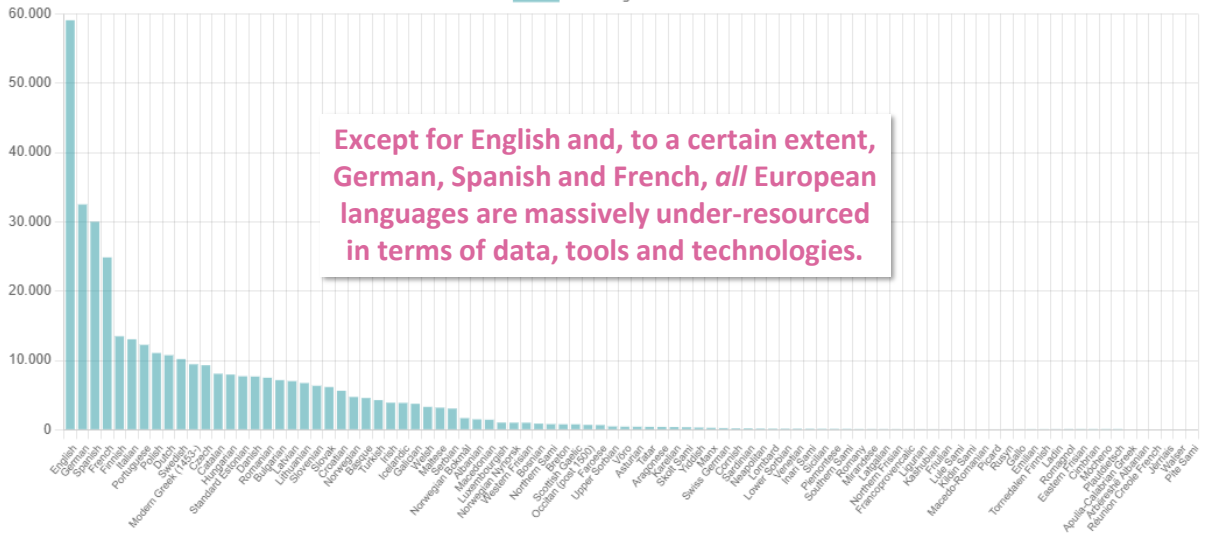 60.000
50.000
40.000
30.000
20.000
10.000
0
Except for English and, to a certain extent,
German, Spanish and French, all European
languages are massively under-resourced
in terms of data, tools and technologies.
English
German
Spanish
French
Finnish
Italian
Portuguese
Polish
Dutch
Swedish
Modern Greek (1453-)
Czech
Catalan
Hungarian
Standard Estonian
Danish
Romanian
Bulgarian
Latvian
Lithuanian
Slovenian
Slovak
Croatian
Norwegian
Basque
Turkish
Irish
Icelandic
Galician
Welsh
Maltese
Serbian
Norwegian Bokmål
Albanian
Macedonian
Luxembourgish
Norwegian Nynorsk
Western Frisian
Bosnian
Northern Sami
Breton
Scottish Gaelic
Occitan (post 1500)
Faroese
Upper Sorbian
Võro
Asturian
Tatar
Aragonese
Karelian
Skolt Sami
Yiddish
Manx
Swiss German
Cornish
Sardinian
Neapolitan
Lombard
Lower Sorbian
Venetian
Inari Sami
Sicilian
Piemontese
Southern Sami
Romany
Mirandese
Latgalian
Northern Frisian
Francoprovençal
Ligurian
Kashubian
Friulian
Lule Sami
Kildin Sami
Macedo-Romanian
Picard
Rusyn
Gallo
Emilian
Tornedalen Finnish
Ladin
Romagnol
Eastern Frisian
Cimbrian
Mócheno
Plautdietsch
Apulia-Calabrian Greek
Arbëreshë Albanian
Réunion Creole French
Jèrriais
Walser
Pite Sami